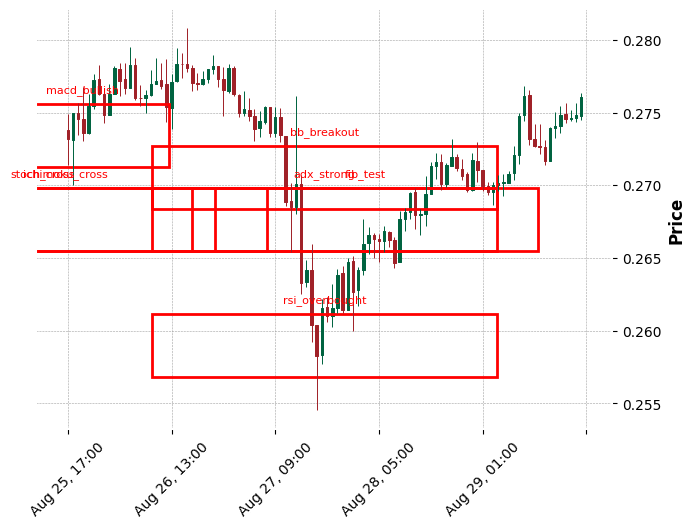 0.280
macd_bullish
0.275
bb_breakout
stoch_cross
ichimoku_cross
adx_strong
fib_test
0.270
Price
0.265
rsi_overbought
0.260
0.255
Aug 25, 17:00
Aug 26, 13:00
Aug 27, 09:00
Aug 28, 05:00
Aug 29, 01:00